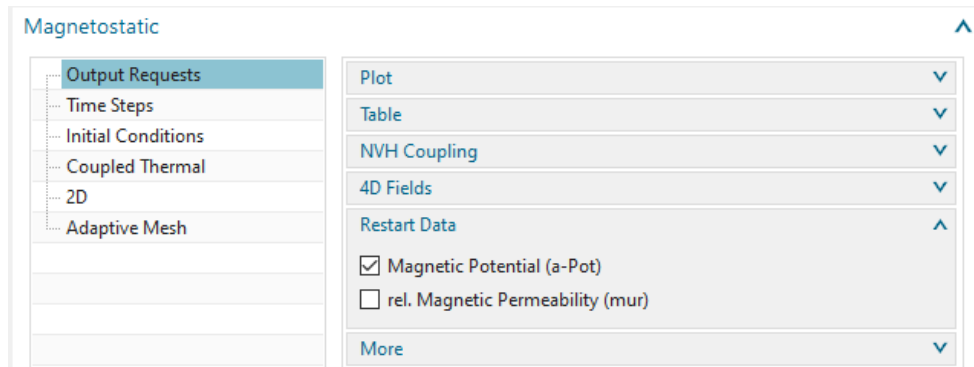 Magnetostatic
Output Requests
Time Steps
Initial Conditions
Coupled Thermal
2D
Adaptive Mesh
Plot
Table
NVH Coupling
4D Fields
Restart Data
Magnetic Potential (a-Pot)
rel. Magnetic Permeability (mur)
More